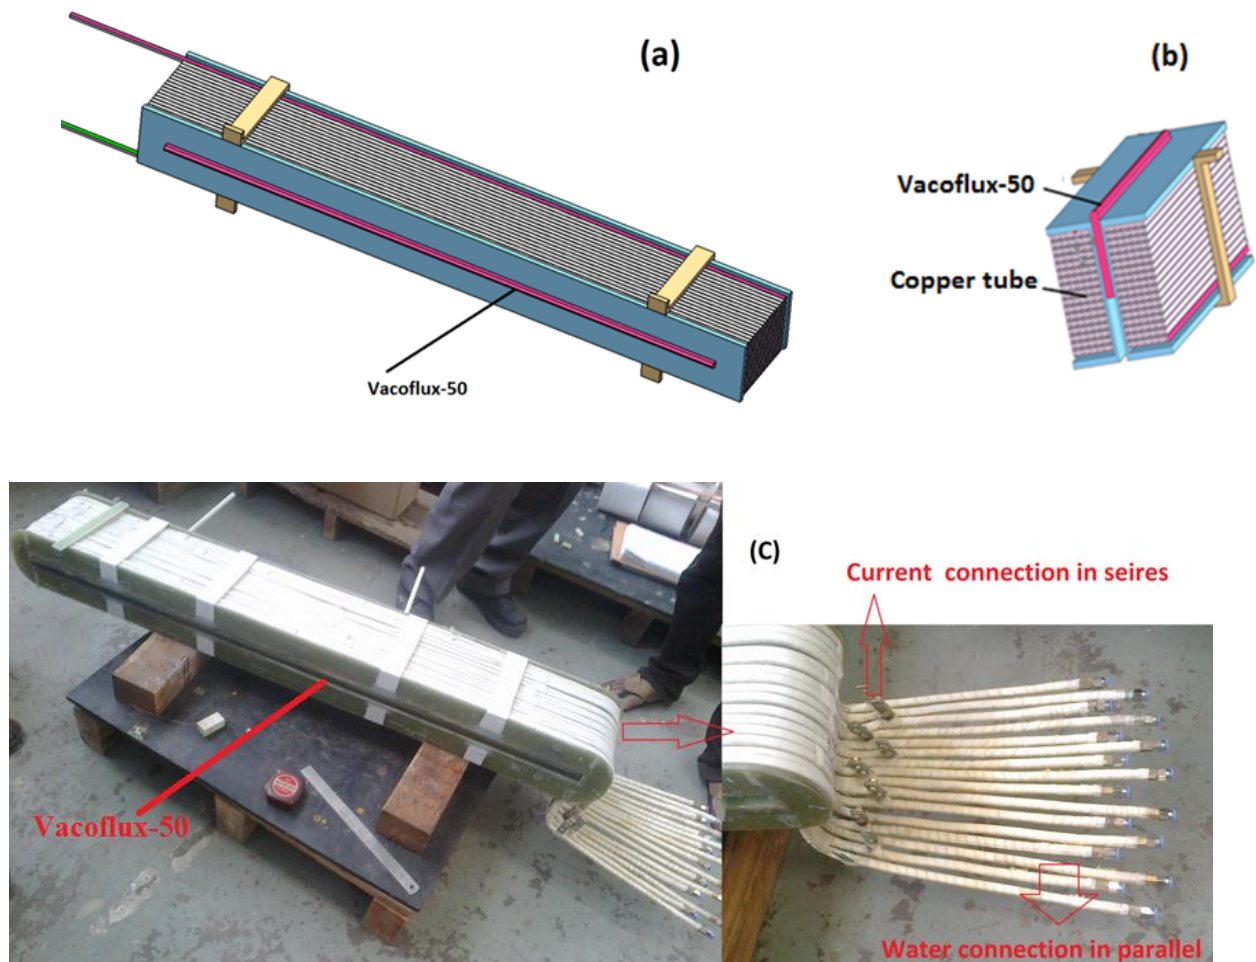 (a)
(b)
Vacoflux-50
Copper tube
Vacoflux-50
(C)
Current connection in seires
Vacoflux-50
Water connection in parallel